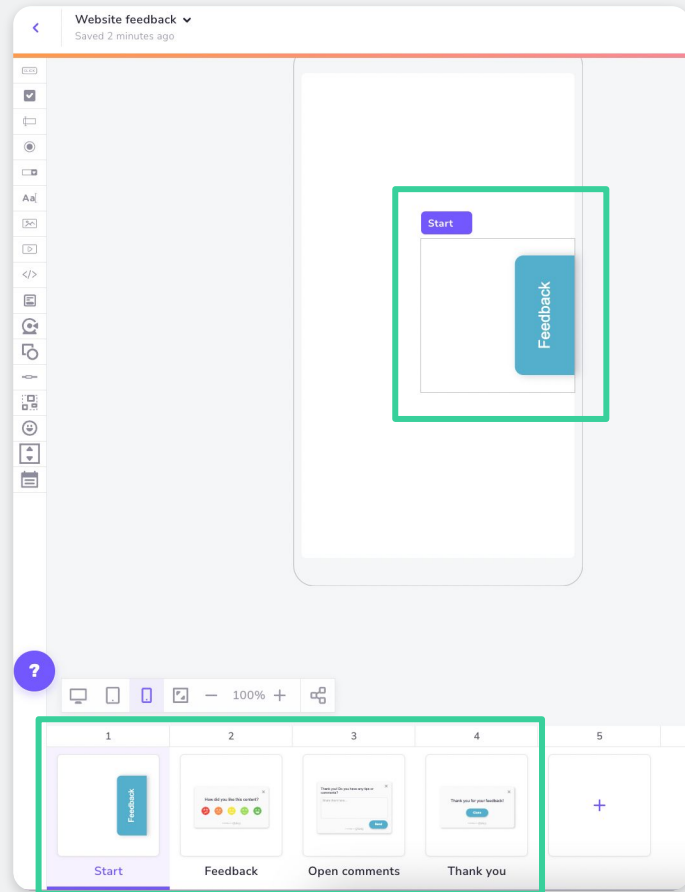 Website feedback
Saved 2 minutes ago
Aa
</>
Start
Feedback
?
100%
1
2
3
4
5
Feedback
How did you like this content?
Thank you! Do you have any tips or
comments?
Send
Thank you for your feedback!
Close
+
Start
Feedback
Open comments
Thank you